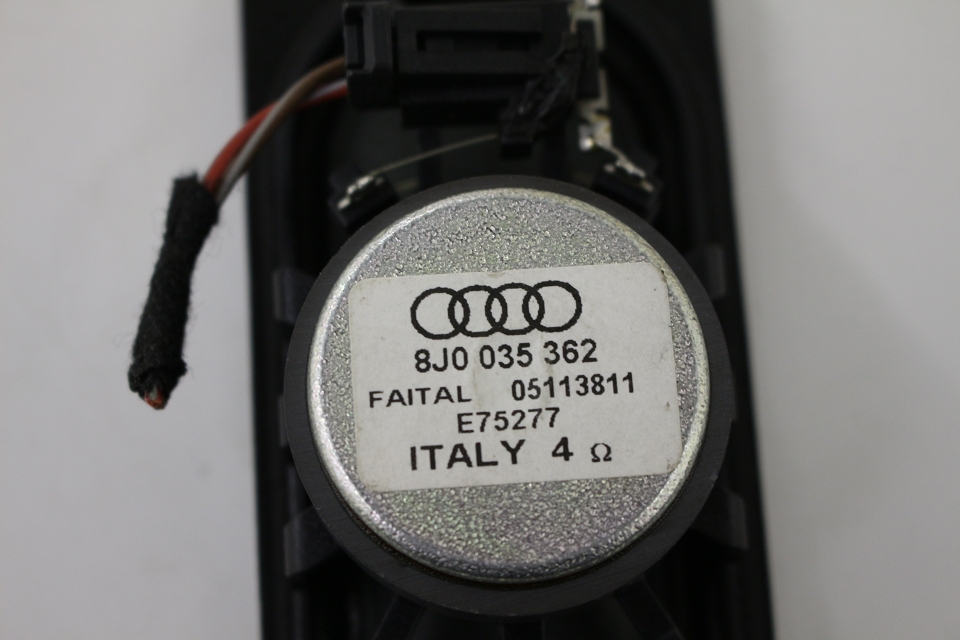 8J0 035 362
FAITAL 05113811
E75277
ITALY 4 Ω